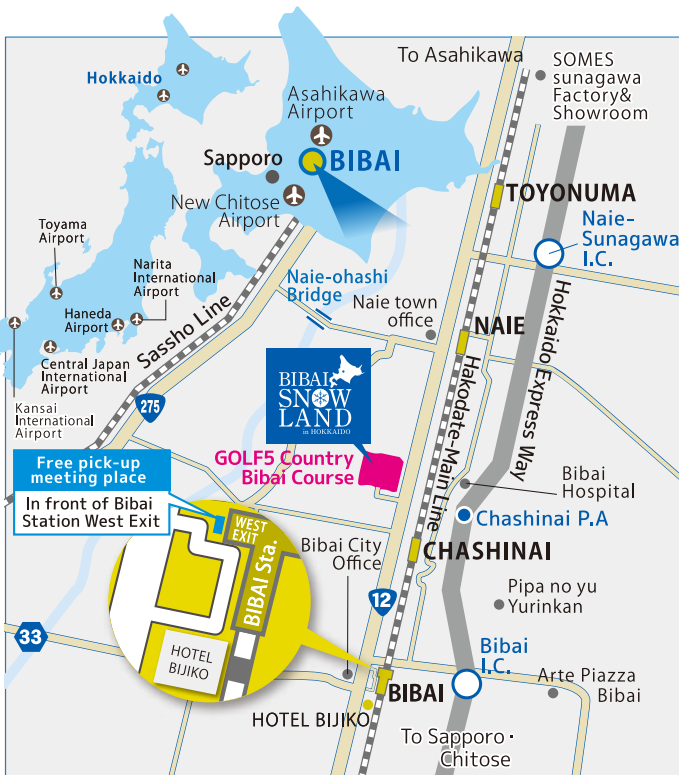 To Asahikawa
SOMES
sunagawa
Factory&
Showroom
Hokkaido
Asahikawa
Airport
Sapporo
BIBAI
New Chitose
Airport
TOYONUMA
Naie-
Sunagawa
I.C.
Toyama
Airport
Narita
International
Airport
Haneda
Airport
Central Japan
International
Airport
Kansai
International
Airport
Sassho Line
Naie-ohashi
Bridge
Naie town
office
NAIE
Hokkaido Express Way
Hakodate-Main Line
275
BIBAI
SNOW
LAND
in HOKKAIDO
GOLF5 Country
Bibai Course
Free pick-up
meeting place
In front of Bibai
Station West Exit
WEST
EXIT
BIBAI Sta.
HOTEL
BIJIKO
Bibai
Hospital
Chashinai P.A
CHASHINAI
Bibai City
Office
12
Pipa no yu
Yurinkan
33
Bibai
I.C.
BIBAI
Arte Piazza
Bibai
HOTEL BIJIKO
To Sapporo・
Chitose